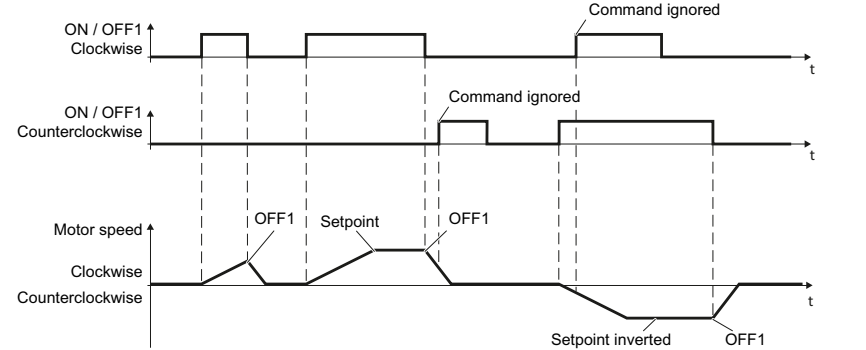 Command ignored
ON / OFF1
Clockwise
t
Command ignored
ON / OFF1
Counterclockwise
t
Motor speed
OFF1
Setpoint
OFF1
Clockwise
Counterclockwise
t
Setpoint inverted
OFF1